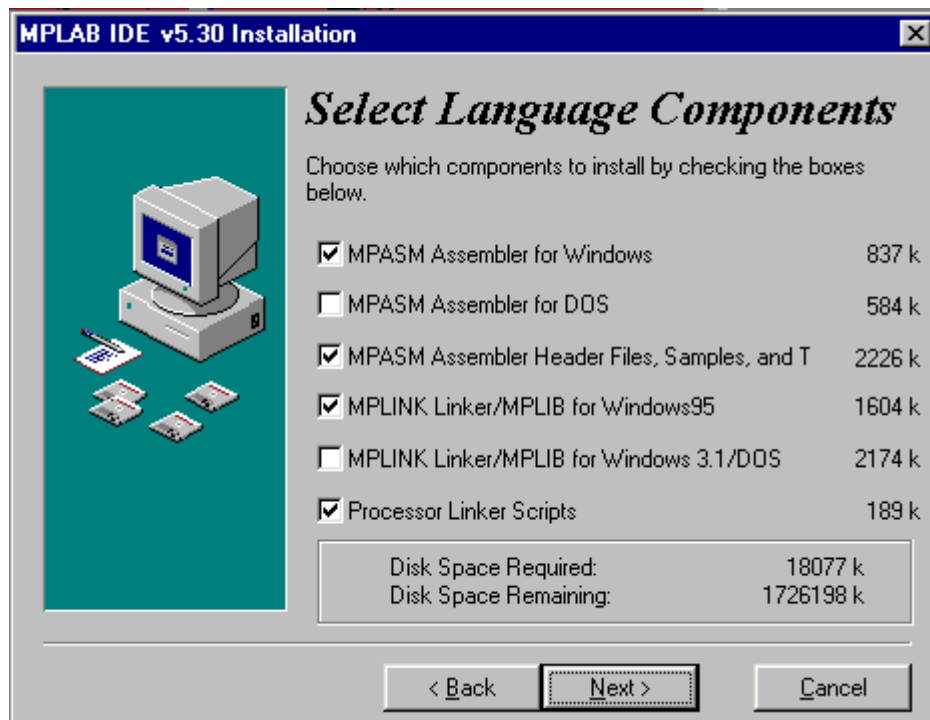 MPLAB IDE v5.30 Installation
Select Language Components
Choose which components to install by checking the boxes
below.
MPASM Assembler for Windows 837 k
MPASM Assembler for DOS 584 k
MPASM Assembler Header Files, Samples, and T 2226 k
MPLINK Linker/MPLIB for Windows95 1604 k
MPLINK Linker/MPLIB for Windows 3.1/DOS 2174 k
Processor Linker Scripts 189 k
Disk Space Required: 18077 k
Disk Space Remaining: 1726198 k
< Back Next > Cancel